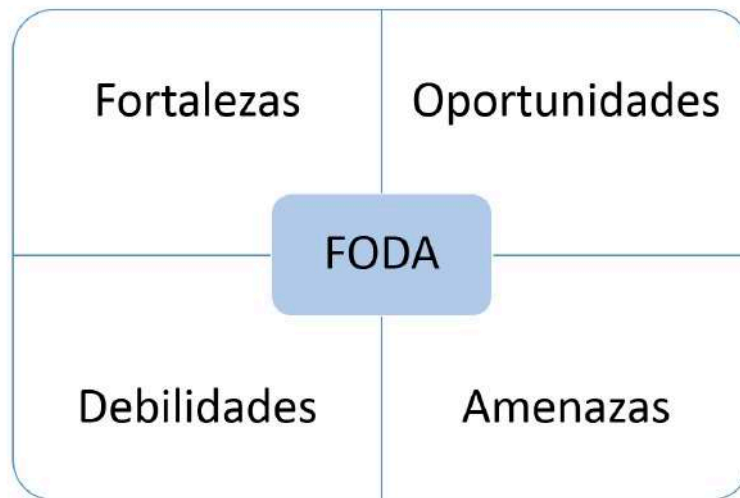 Fortalezas
Oportunidades
FODA
Debilidades
Amenazas